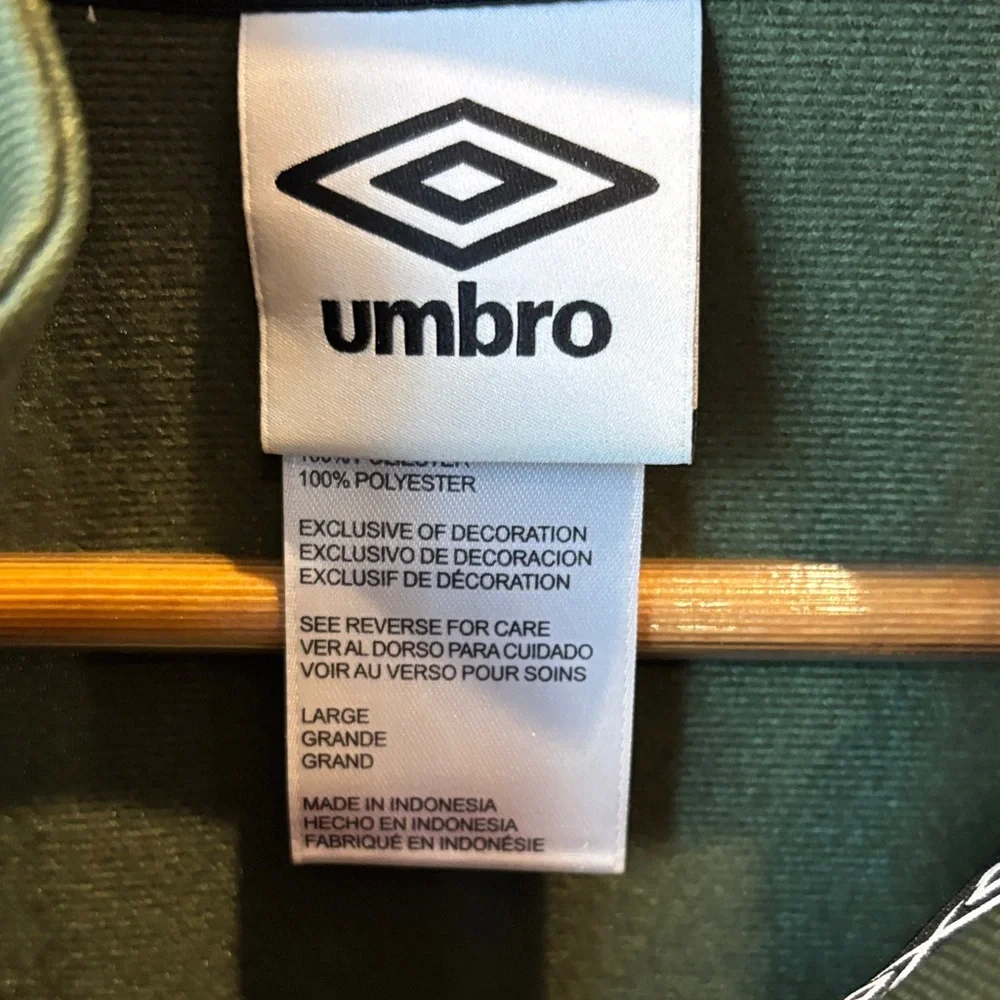 umbro
100% POLYESTER
EXCLUSIVE OF DECORATION
EXCLUSIVO DE DECORACION
EXCLUSIF DE DÉCORATION
SEE REVERSE FOR CARE
VER AL DORSO PARA CUIDADO
VOIR AU VERSO POUR SOINS
LARGE
GRANDE
GRAND
MADE IN INDONESIA
HECHO EN INDONESIA
FABRIQUÉ EN INDONÉSIE